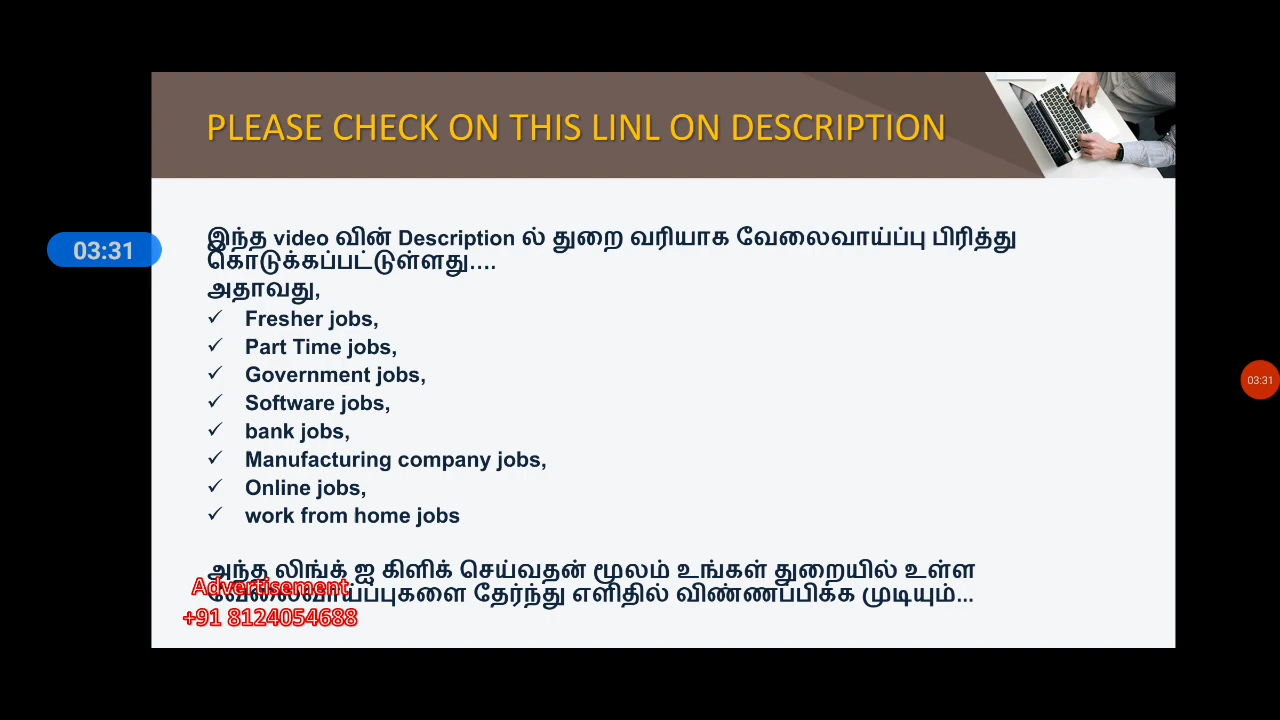 PLEASE CHECK ON THIS LINL ON DESCRIPTION
இந்த video வின் Description ல் துறை வரியாக வேலைவாய்ப்பு பிரித்து
கொடுக்கப்பட்டுள்ளது....
அதாவது,
✓ Fresher jobs,
✓ Part Time jobs,
✓ Government jobs,
✓ Software jobs,
✓ bank jobs,
✓ Manufacturing company jobs,
✓ Online jobs,
✓ work from home jobs
அந்த லிங்க் ஐ கிளிக் செய்வதன் மூலம் உங்கள் துறையில் உள்ள
வேலைவாய்ப்புகளை தேர்ந்து எளிதில் விண்ணப்பிக்க முடியும்...
Advertisement
+91 8124054688
03:31
03:31